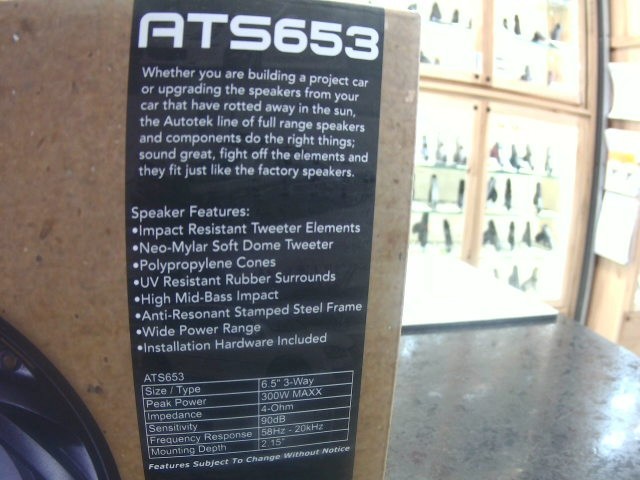 ATS653
Whether you are building a project car
or upgrading the speakers from your
car that have rotted away in the sun,
the Autotek line of full range speakers
and components do the right things;
sound great, fight off the elements and
they fit just like the factory speakers.
Speaker Features:
•Impact Resistant Tweeter Elements
•Neo-Mylar Soft Dome Tweeter
•Polypropylene Cones
•UV Resistant Rubber Surrounds
•High Mid-Bass Impact
•Anti-Resonant Stamped Steel Frame
•Wide Power Range
•Installation Hardware Included
ATS653
Size / Type 6.5" 3-Way
Peak Power 300W MAXX
Impedance 4-Ohm
Sensitivity 90dB
Frequency Response 58Hz - 20kHz
Mounting Depth 2.15"
Features Subject To Change Without Notice